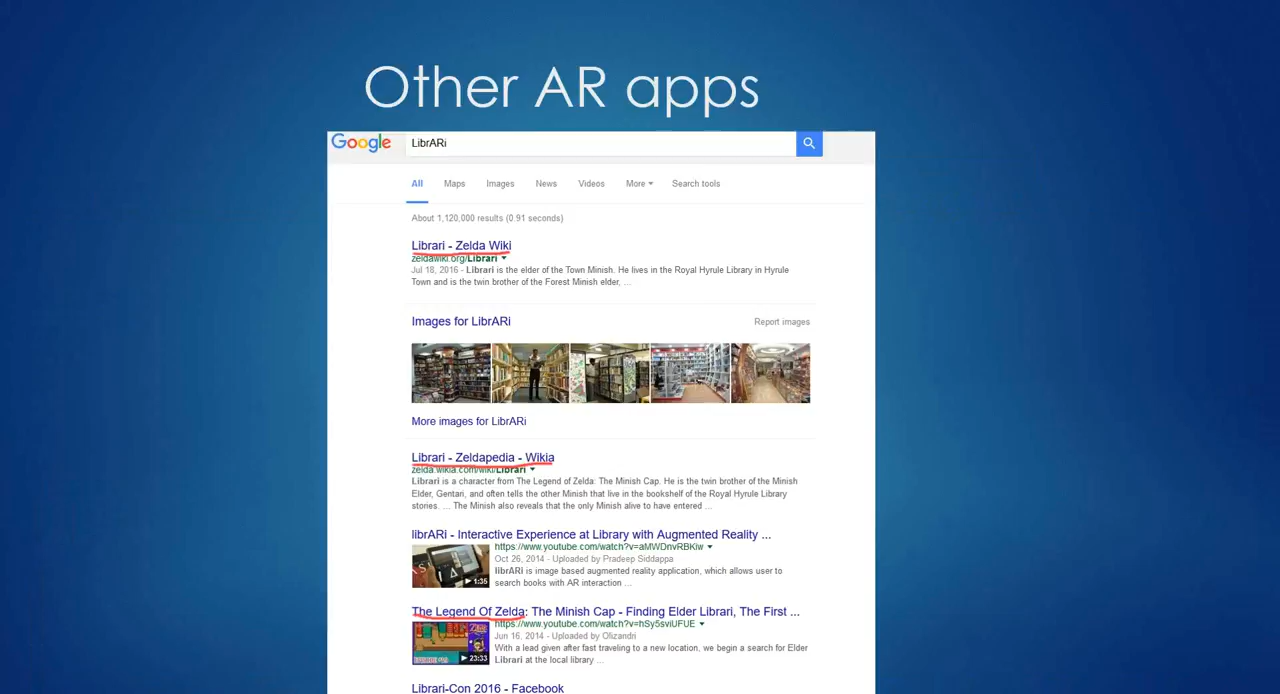 Other AR apps
Google LibrARi
All Maps Images News Videos More Search tools
About 1,120,000 results (0.91 seconds)
Librari - Zelda Wiki
zeldawiki.org/Librari
Jul 18, 2016 - Librari is the elder of the Town Minish. He lives in the Royal Hyrule Library in Hyrule
Town and is the twin brother of the Forest Minish elder, ...
Images for LibrARi Report images
More images for LibrARi
Librari - Zeldapedia - Wikia
zelda.wikia.com/wiki/Librari
Librari is a character from The Legend of Zelda: The Minish Cap. He is the twin brother of the Minish
Elder, Gentari, and often tells the other Minish that live in the bookshelf of the Royal Hyrule Library
stories. ... The Minish also reveals that the only Minish alive to have entered ...
librARi - Interactive Experience at Library with Augmented Reality ...
https://www.youtube.com/watch?v=aMWDnvRBKiw
Oct 26, 2014 - Uploaded by Pradeep Siddappa
librARi is image based augmented reality application, which allows user to
1:35 search books with AR interaction ...
The Legend Of Zelda: The Minish Cap - Finding Elder Librari, The First ...
https://www.youtube.com/watch?v=hSy5sviUFUE
Jun 16, 2014 - Uploaded by Olizandri
With a lead given after fast traveling to a new location, we begin a search for Elder
23:33 Librari at the local library ...
Librari-Con 2016 - Facebook